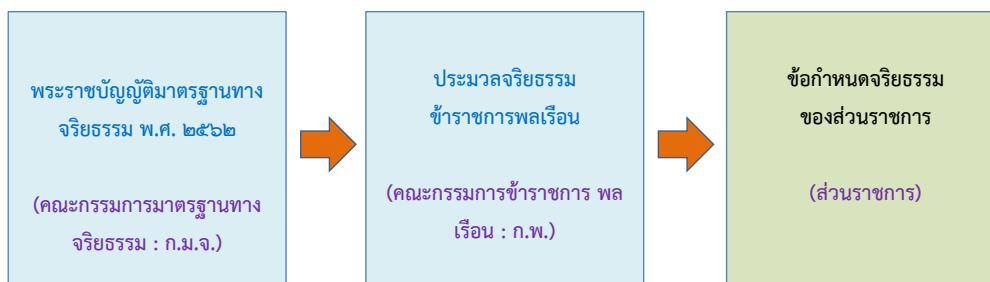 พระราชบัญญัติมาตรฐานทาง
จริยธรรม พ.ศ. ๒๕๖๒
(คณะกรรมการมาตรฐานทาง
จริยธรรม : ก.ม.จ.)
ประมวลจริยธรรม
ข้าราชการพลเรือน
(คณะกรรมการข้าราชการ พล
เรือน : ก.พ.)
ข้อกำหนดจริยธรรม
ของส่วนราชการ
(ส่วนราชการ)